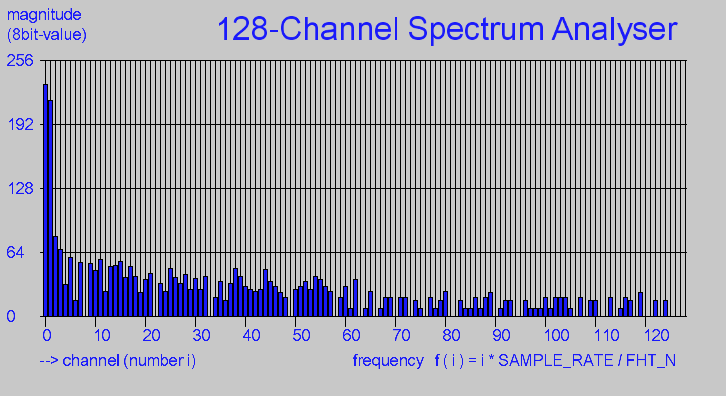 magnitude
(8bit-value)
128-Channel Spectrum Analyser
256
192
128
64
0
0 10 20 30 40 50 60 70 80 90 100 110 120
--> channel (number i)
frequency f ( i ) = i * SAMPLE_RATE / FHT_N